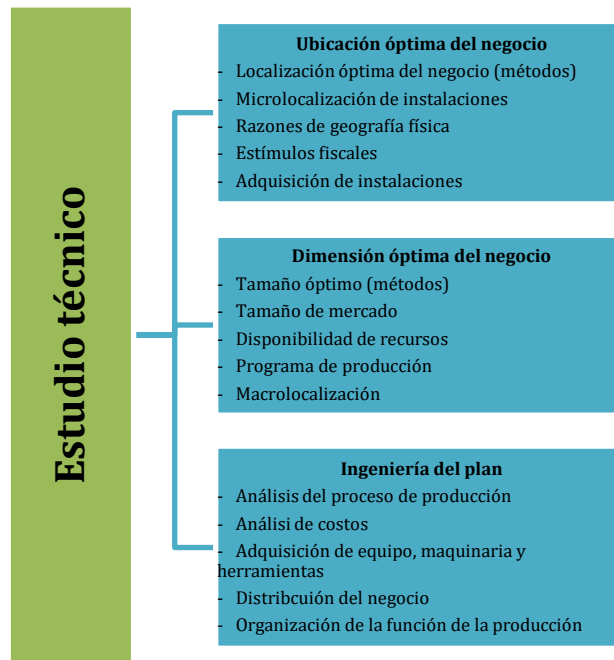 Estudio técnico
Ubicación óptima del negocio
- Localización óptima del negocio (métodos)
- Microlocalización de instalaciones
- Razones de geografía física
- Estímulos fiscales
- Adquisición de instalaciones
Dimensión óptima del negocio
- Tamaño óptimo (métodos)
- Tamaño de mercado
- Disponibilidad de recursos
- Programa de producción
- Macrolocalización
Ingeniería del plan
- Análisis del proceso de producción
- Análisi de costos
- Adquisición de equipo, maquinaria y
herramientas
- Distribcuión del negocio
- Organización de la función de la producción